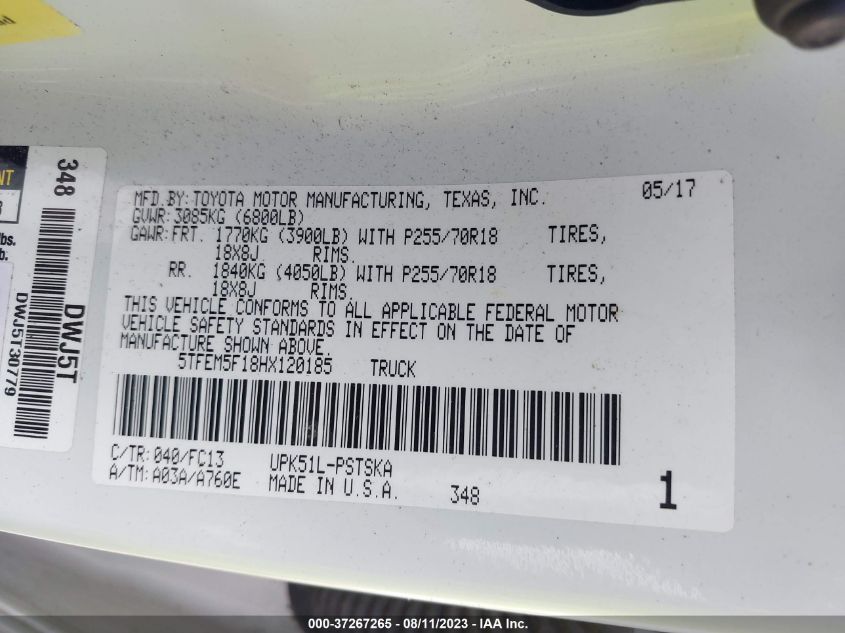 MFD.BY: TOYOTA MOTOR MANUFACTURING, TEXAS, INC. 05/17
GVWR: 3085KG (6800LB)
GAWR: FRT. 1770KG (3900LB) WITH P255/70R18 TIRES,
18X8J RIMS.
RR. 1840KG (4050LB) WITH P255/70R18 TIRES,
18X8J RIMS.
THIS VEHICLE CONFORMS TO ALL APPLICABLE FEDERAL MOTOR
VEHICLE SAFETY STANDARDS IN EFFECT ON THE DATE OF
MANUFACTURE SHOWN ABOVE.
5TFEM5F18HX120185 TRUCK
C/TR: 040/FC13 UPK51L-PSTSKA
A/TM: A03A/A760E MADE IN U.S.A. 348 1
348
DWJ5T
DWJ5T30779
000-37267265 - 08/11/2023 - IAA Inc.